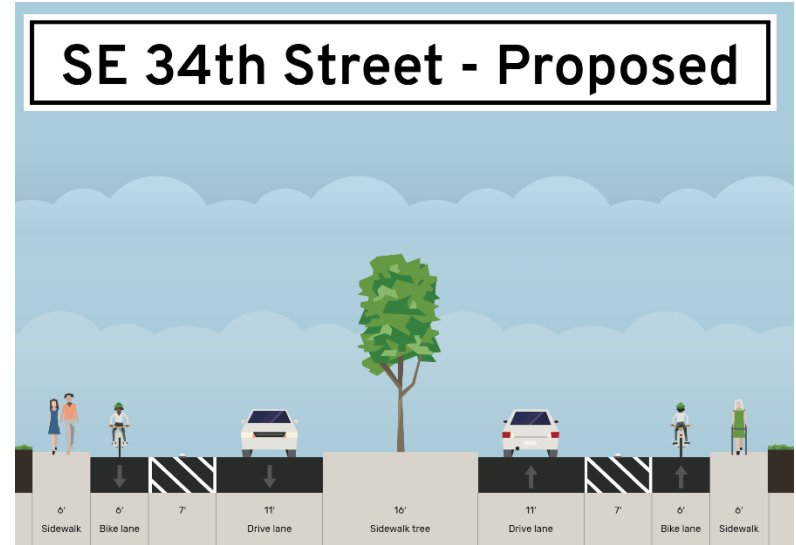 SE 34th Street - Proposed
6' 6' 7' 11' 16' 11' 7' 6' 6'
Sidewalk Bike lane Drive lane Sidewalk tree Drive lane Bike lane Sidewalk